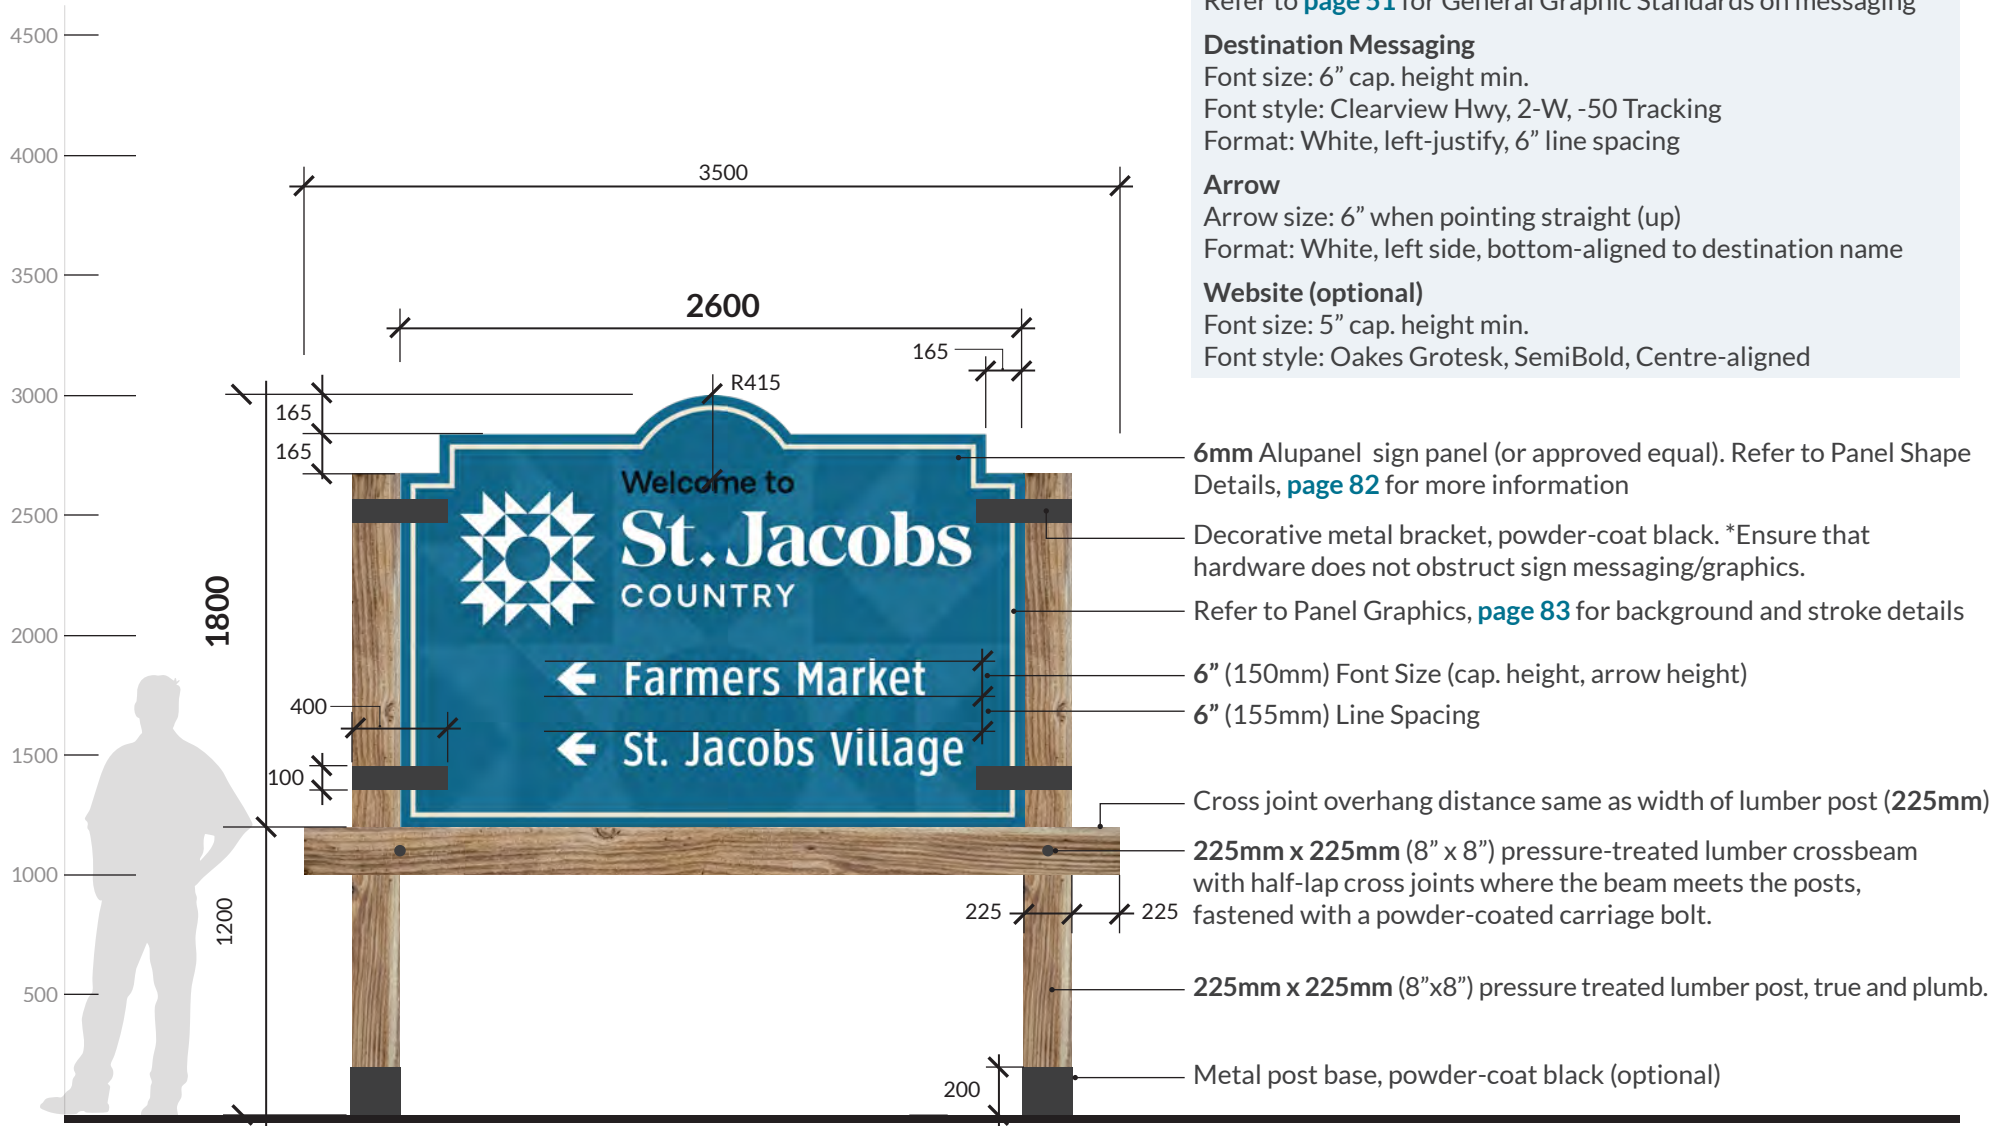 Refer to page 51 for General Graphic Standards on messaging
Destination Messaging
Font size: 6” cap. height min.
Font style: Clearview Hwy, 2-W, -50 Tracking
Format: White, left-justify, 6” line spacing
Arrow
Arrow size: 6” when pointing straight (up)
Format: White, left side, bottom-aligned to destination name
Website (optional)
Font size: 5” cap. height min.
Font style: Oakes Grotesk, SemiBold, Centre-aligned
4500
4000
3500
3000
2500
2000
1500
1000
500
3500
2600
165
R415
165
165
1800
400
100
1200
225
225
200
Welcome to
St. Jacobs
COUNTRY
Farmers Market
St. Jacobs Village
6mm Alupanel sign panel (or approved equal). Refer to Panel Shape
Details, page 82 for more information
Decorative metal bracket, powder-coat black. *Ensure that
hardware does not obstruct sign messaging/graphics.
Refer to Panel Graphics, page 83 for background and stroke details
6” (150mm) Font Size (cap. height, arrow height)
6” (155mm) Line Spacing
Cross joint overhang distance same as width of lumber post (225mm)
225mm x 225mm (8” x 8”) pressure-treated lumber crossbeam
with half-lap cross joints where the beam meets the posts,
fastened with a powder-coated carriage bolt.
225mm x 225mm (8”x8”) pressure treated lumber post, true and plumb.
Metal post base, powder-coat black (optional)